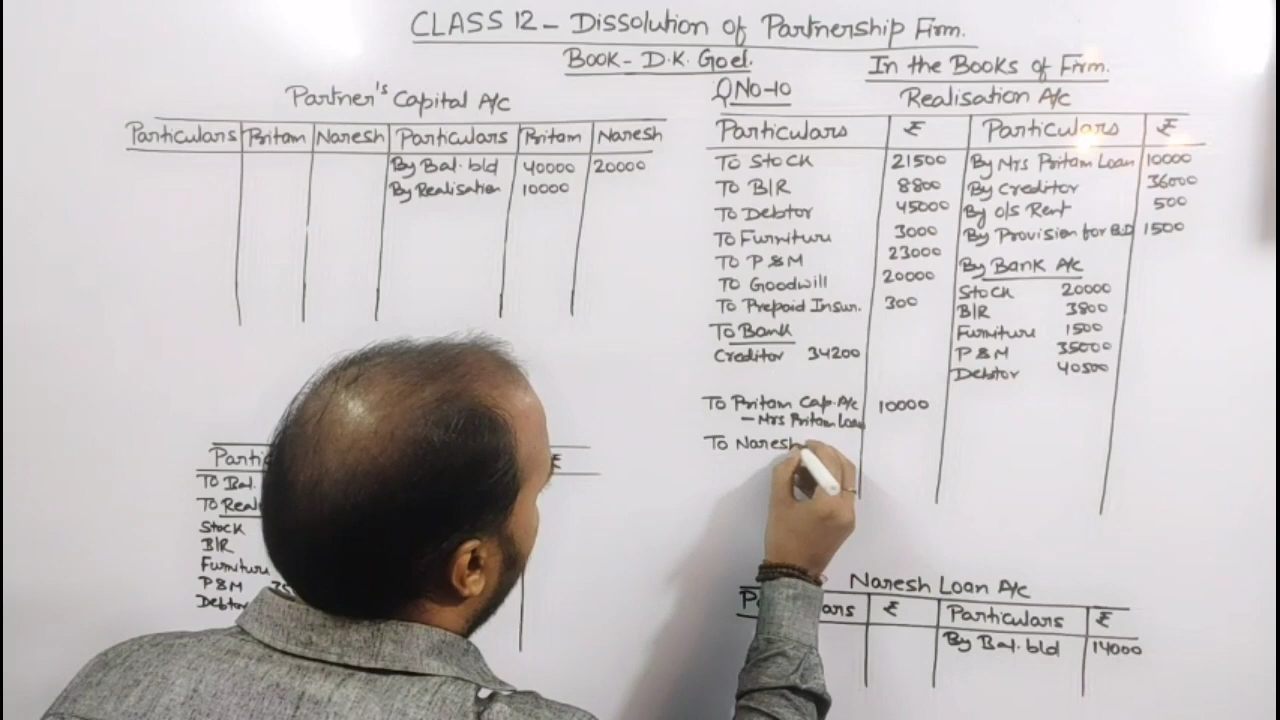 CLASS 12 - Dissolution of Partnership Firm.
Book - D.K. Goel.
In the Books of Firm.
Partner's Capital A/c
Particulars Pritam Naresh Particulars Pritam Naresh
By Bal. b/d 40000 20000
By Realisation 10000
QNO-10
Realisation A/c
Particulars ₹ Particulars ₹
To Stock 21500 By Mrs Pritam Loan 10000
To B/R 8800 By Creditor 36000
To Debtor 45000 By O/s Rent 500
To Furniture 3000 By Provision for B.D 1500
To P&M 23000 By Bank A/c
To Goodwill 20000 Stock 20000
To Prepaid Insur. 300 B/R 3800
To Bank Furniture 1500
Creditor 34200 P&M 35000
Debtor 40500
To Pritam Cap. A/c 10000
- Mrs Pritam Loan
To Naresh
₹
To Bal.
Stock
B/R
Furniture
P&M
Debtor
Naresh Loan A/c
₹ Particulars ₹
By Bal. b/d 14000